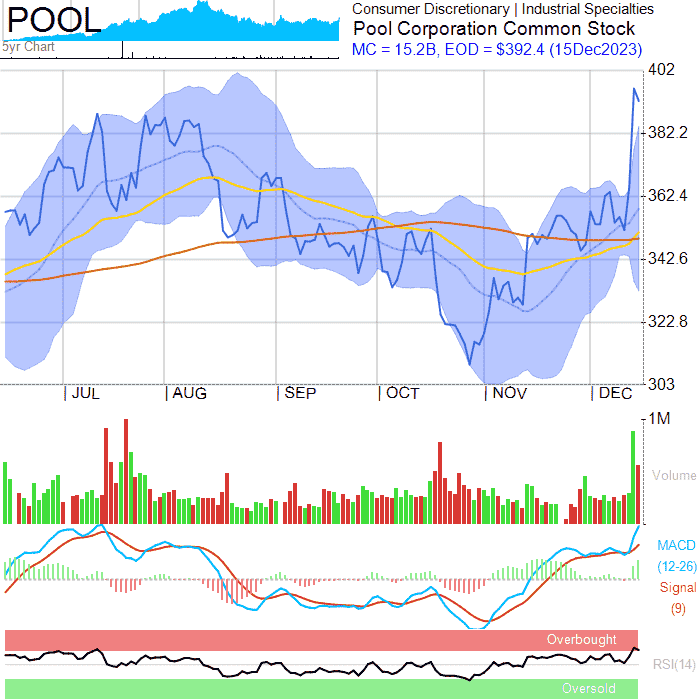 POOL
5yr Chart
Consumer Discretionary | Industrial Specialties
Pool Corporation Common Stock
MC = 15.2B, EOD = $392.4 (15Dec2023)
402
382.2
362.4
342.6
322.8
303
JUL AUG SEP OCT NOV DEC
1M
Volume
MACD
(12-26)
Signal
(9)
Overbought
RSI(14)
Oversold